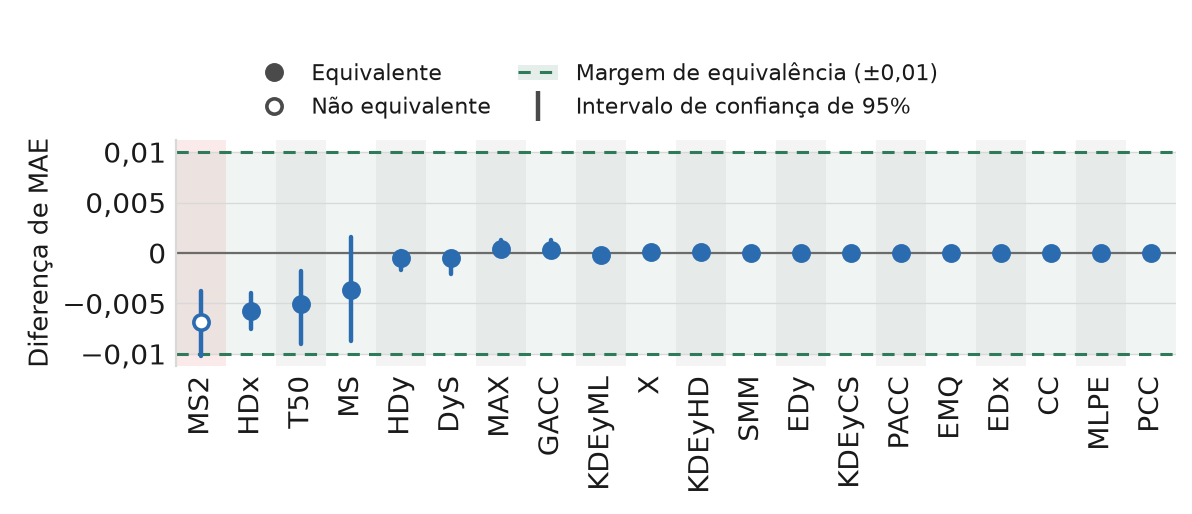 Equivalente
Não equivalente
Margem de equivalência (±0,01)
Intervalo de confiança de 95%
Diferença de MAE
0,01
0,005
0
−0,005
−0,01
MS2
HDx
T50
MS
HDy
DyS
MAX
GACC
KDEyML
X
KDEyHD
SMM
EDy
KDEyCS
PACC
EMQ
EDx
CC
MLPE
PCC